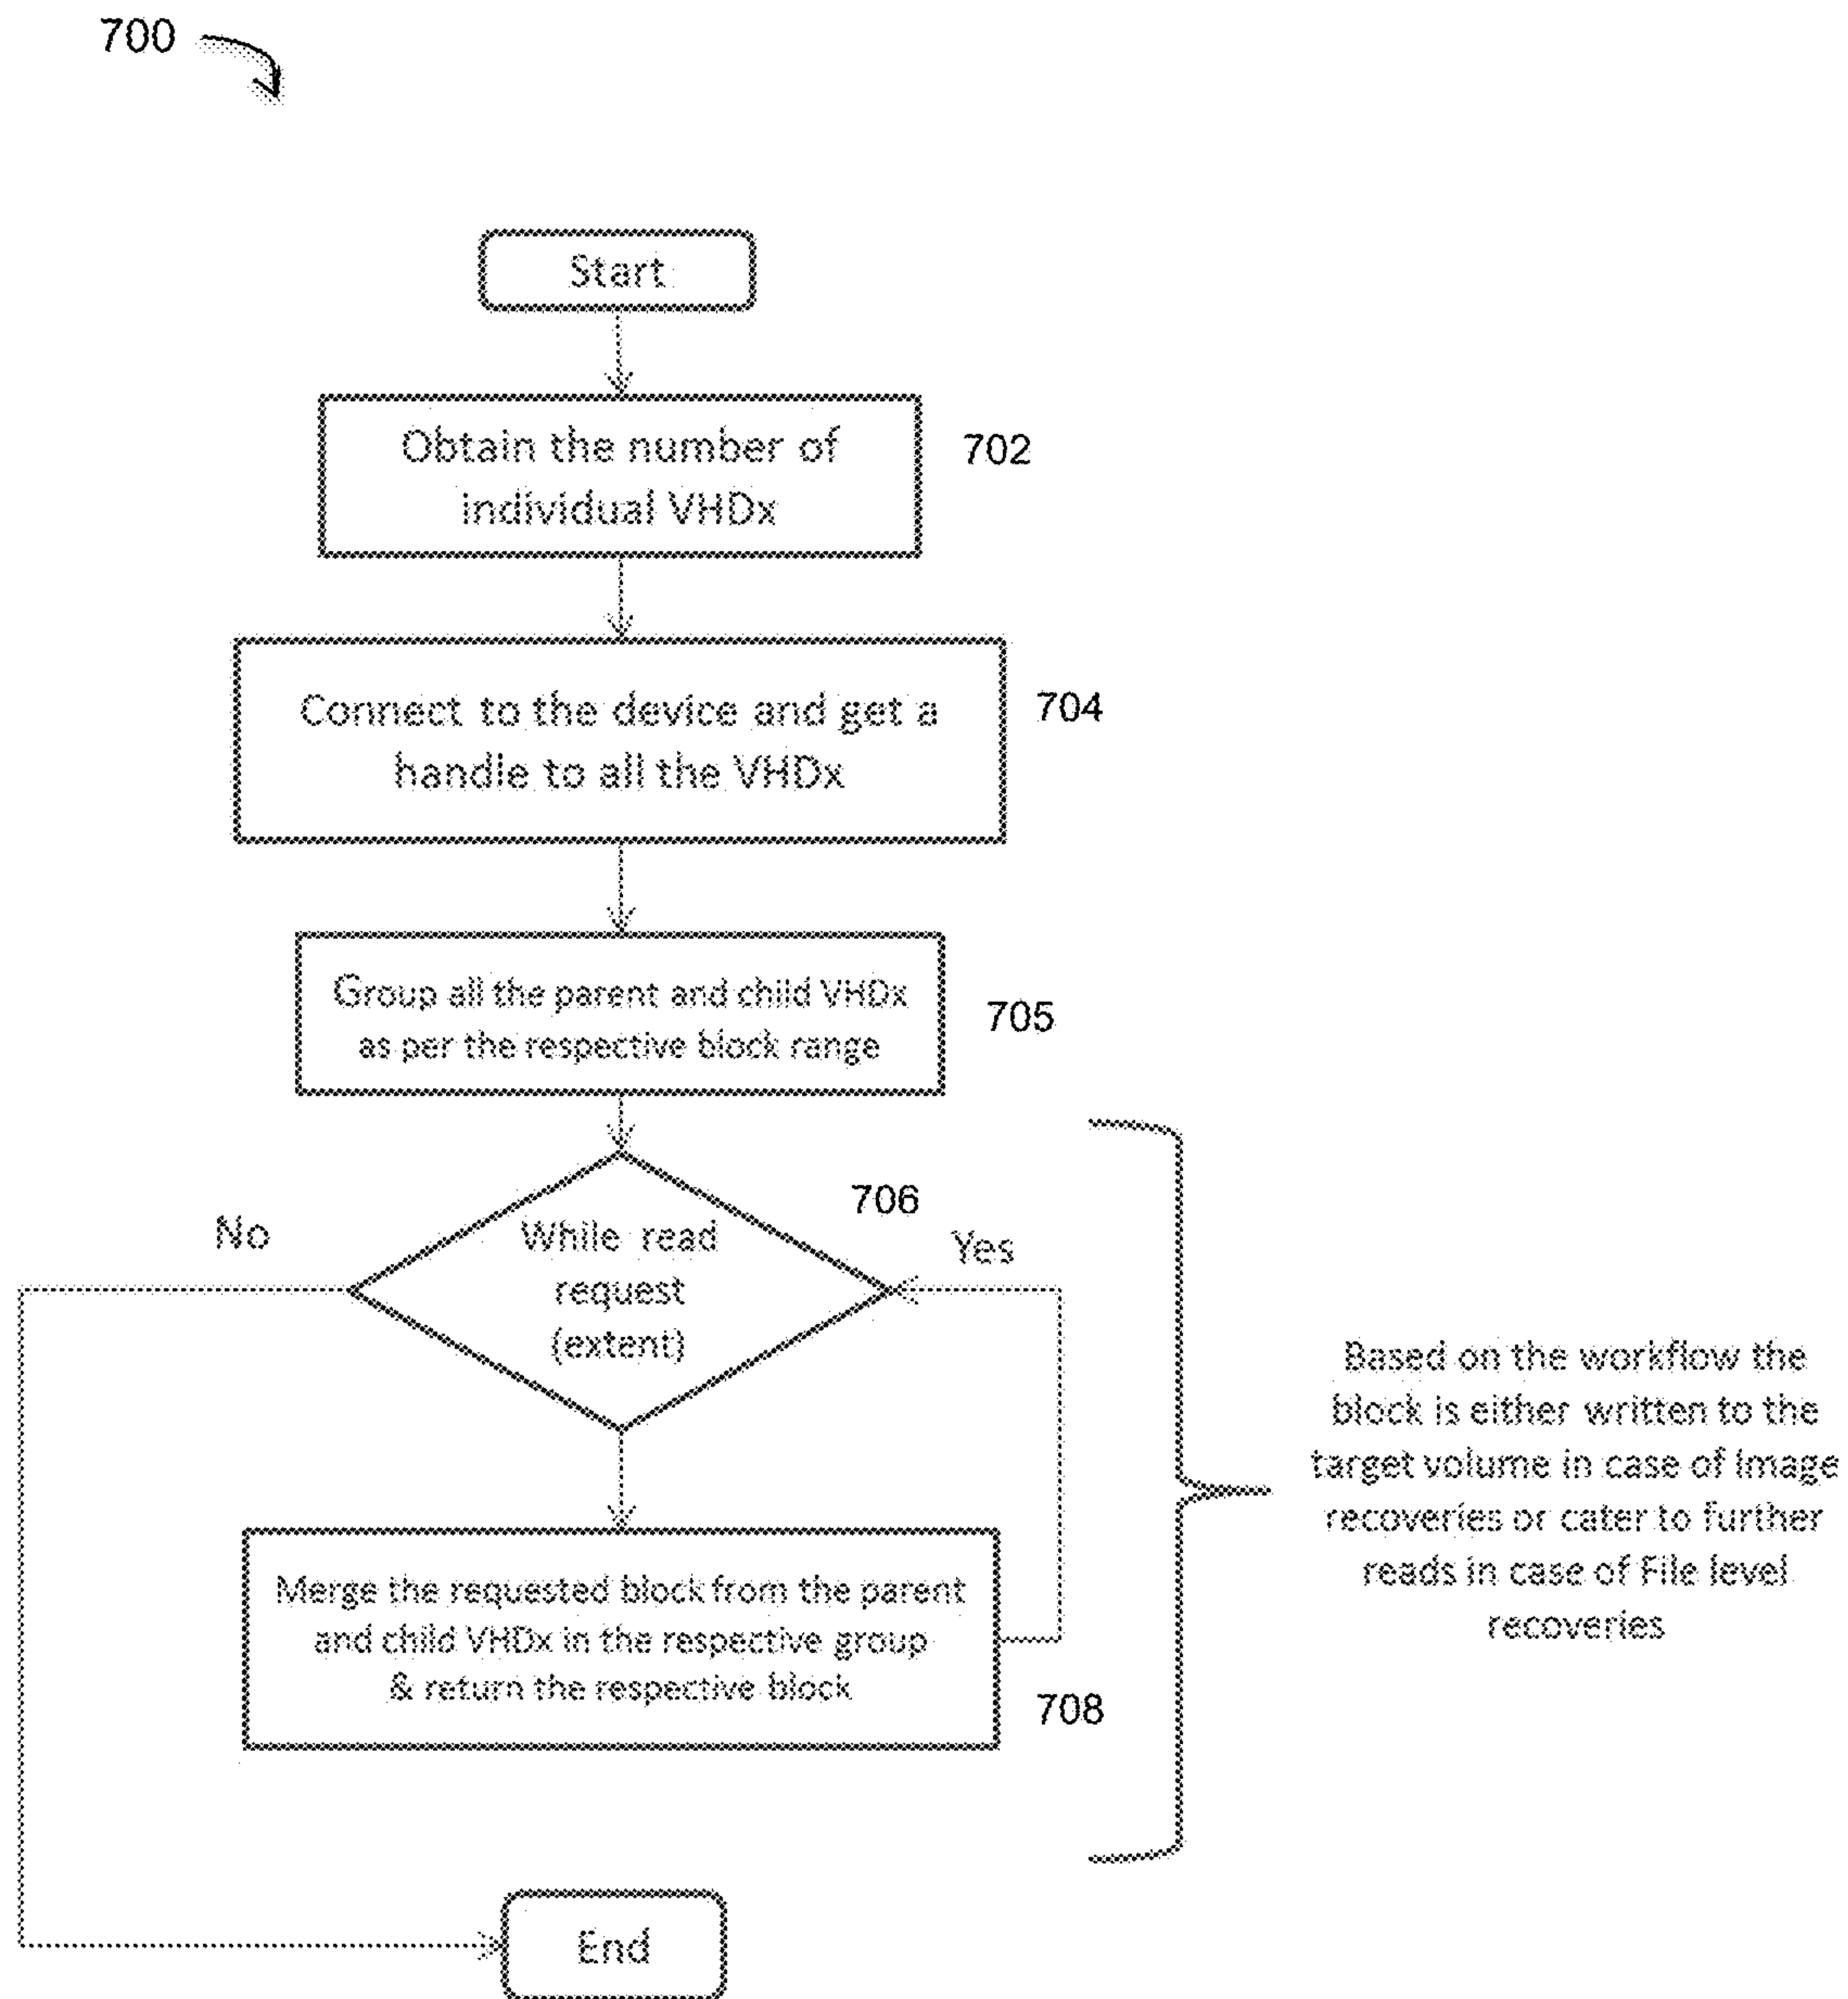 700
Start
Obtain the number of
individual VHDx
702
Connect to the device and get a
handle to all the VHDx
704
Group all the parent and child VHDx
as per the respective block range
705
706
No
While read
request
(extent)
Yes
Based on the workflow the
block is either written to the
target volume in case of Image
recoveries or cater to further
reads in case of File level
recoveries
Merge the requested block from the parent
and child VHDx in the respective group
& return the respective block
708
End